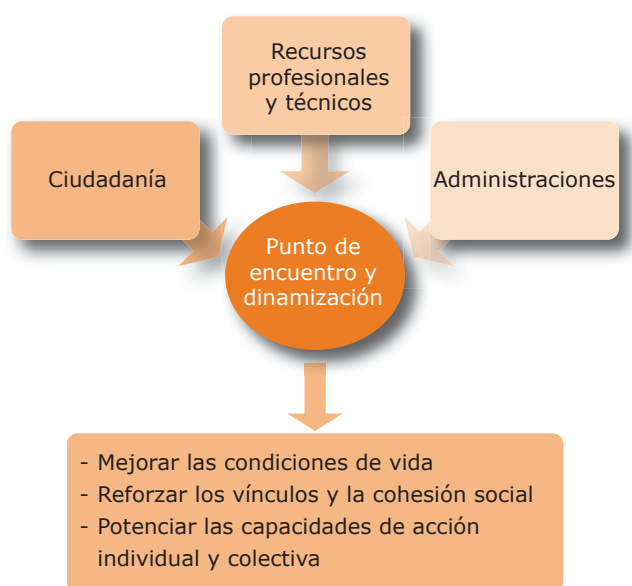 Recursos
profesionales
y técnicos
Ciudadanía
Administraciones
Punto de
encuentro y
dinamización
- Mejorar las condiciones de vida
- Reforzar los vínculos y la cohesión social
- Potenciar las capacidades de acción
individual y colectiva